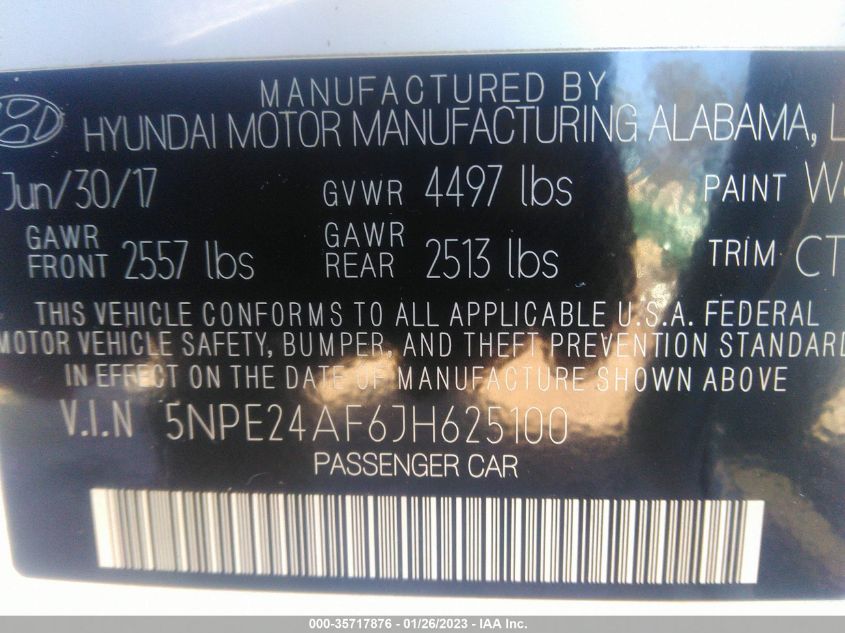 MANUFACTURED BY
HYUNDAI MOTOR MANUFACTURING ALABAMA,
Jun/30/17 GVWR 4497 lbs PAINT
GAWR FRONT 2557 lbs GAWR REAR 2513 lbs TRIM CT
THIS VEHICLE CONFORMS TO ALL APPLICABLE U.S.A. FEDERAL
MOTOR VEHICLE SAFETY, BUMPER, AND THEFT PREVENTION STANDARD
IN EFFECT ON THE DATE OF MANUFACTURING SHOWN ABOVE
V.I.N 5NPE24AF6JH625100
PASSENGER CAR
000-35717876 - 01/26/2023 - IAA Inc.